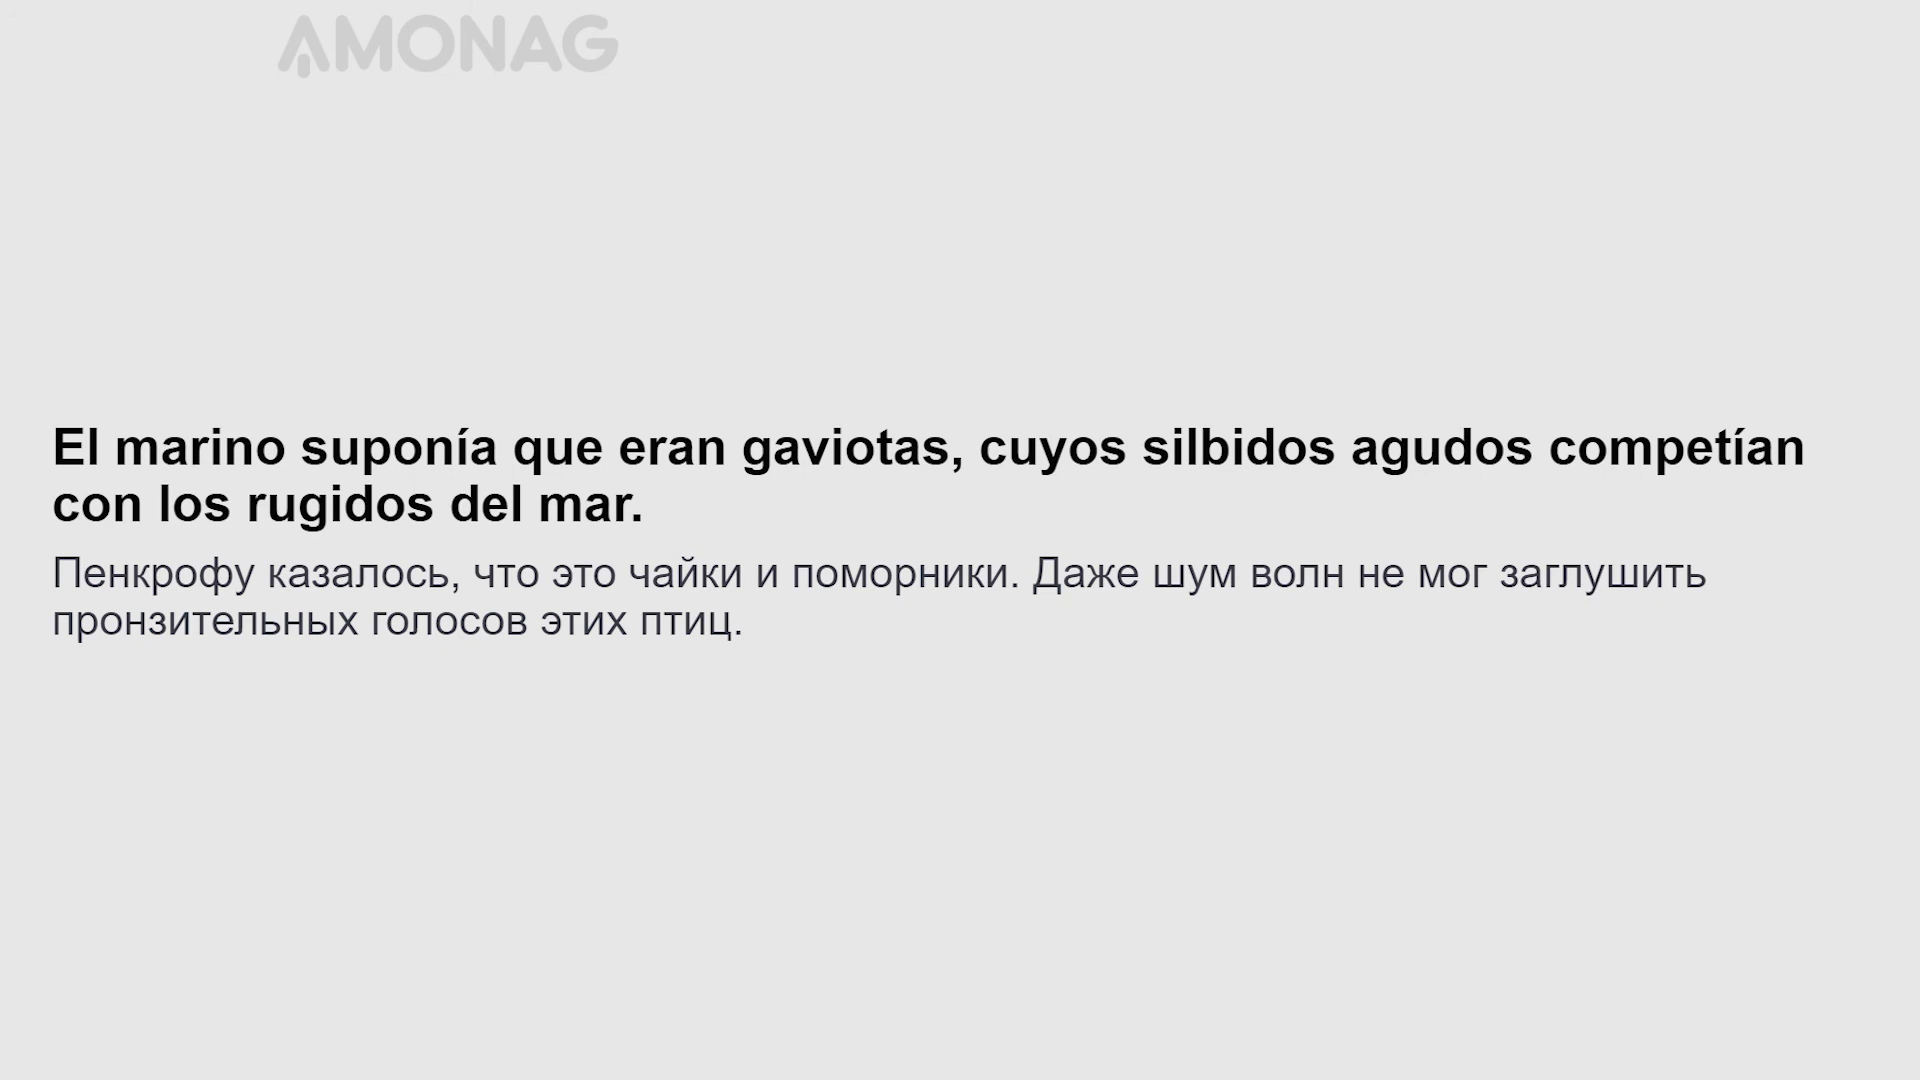 AMONAG
El marino suponía que eran gaviotas, cuyos silbidos agudos competían
con los rugidos del mar.
Пенкрофу казалось, что это чайки и поморники. Даже шум волн не мог заглушить
пронзительных голосов этих птиц.